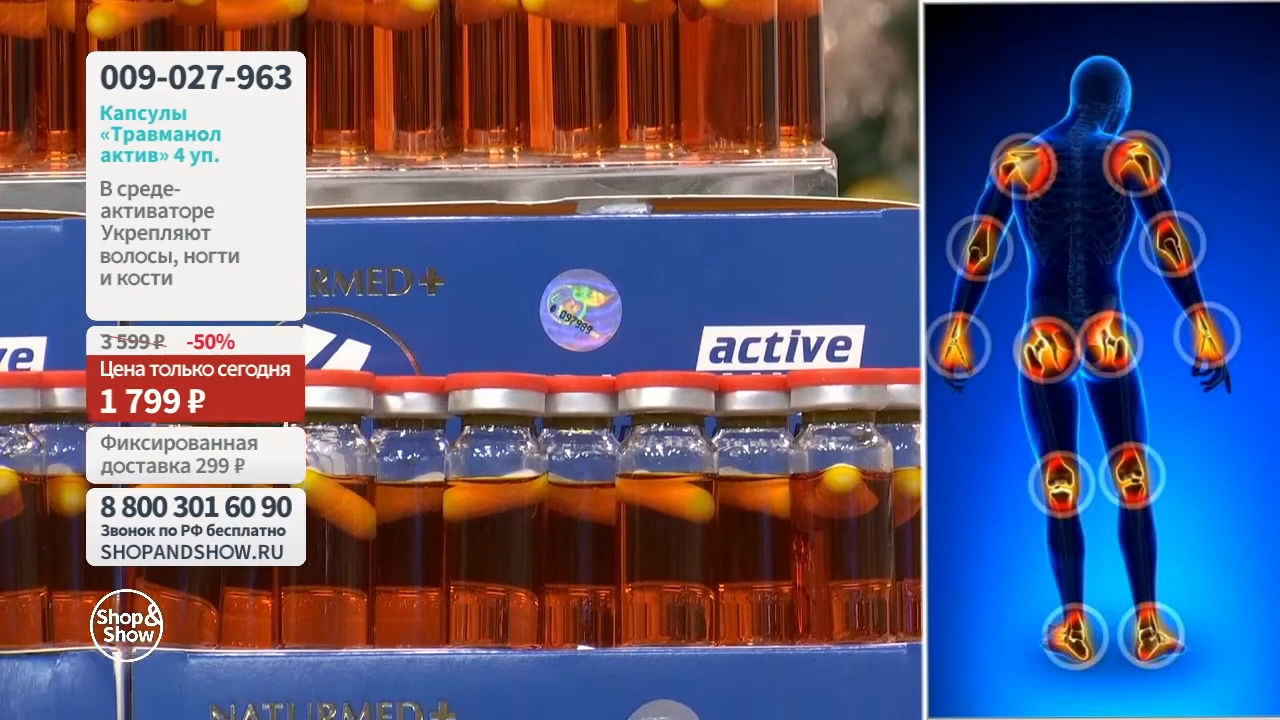 009-027-963
Капсулы
«Травманол
актив» 4 уп.
В среде-
активаторе
Укрепляют
волосы, ногти
и кости
3 599 ₽ -50%
Цена только сегодня
1 799 ₽
Фиксированная
доставка 299 ₽
8 800 301 60 90
Звонок по РФ бесплатно
SHOPANDSHOW.RU
Shop&
Show
RMED+
active
ve
NATURMED+